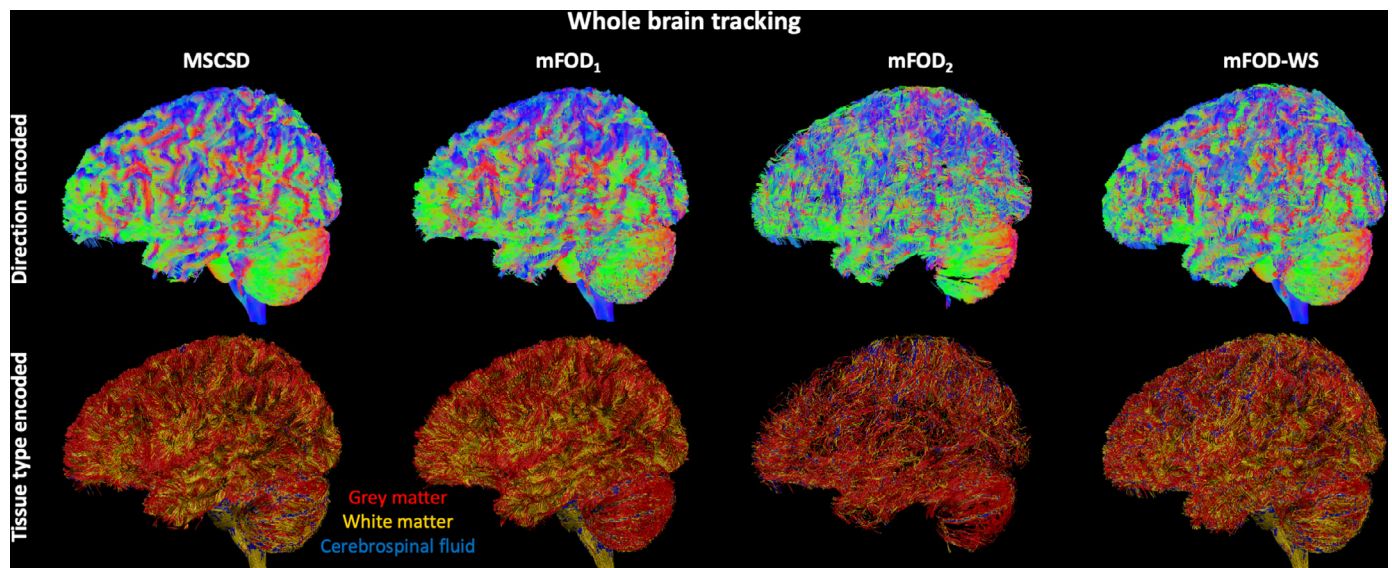 Whole brain tracking
MSCSD
mFOD₁
mFOD₂
mFOD-WS
Direction encoded
Tissue type encoded
Grey matter
White matter
Cerebrospinal fluid